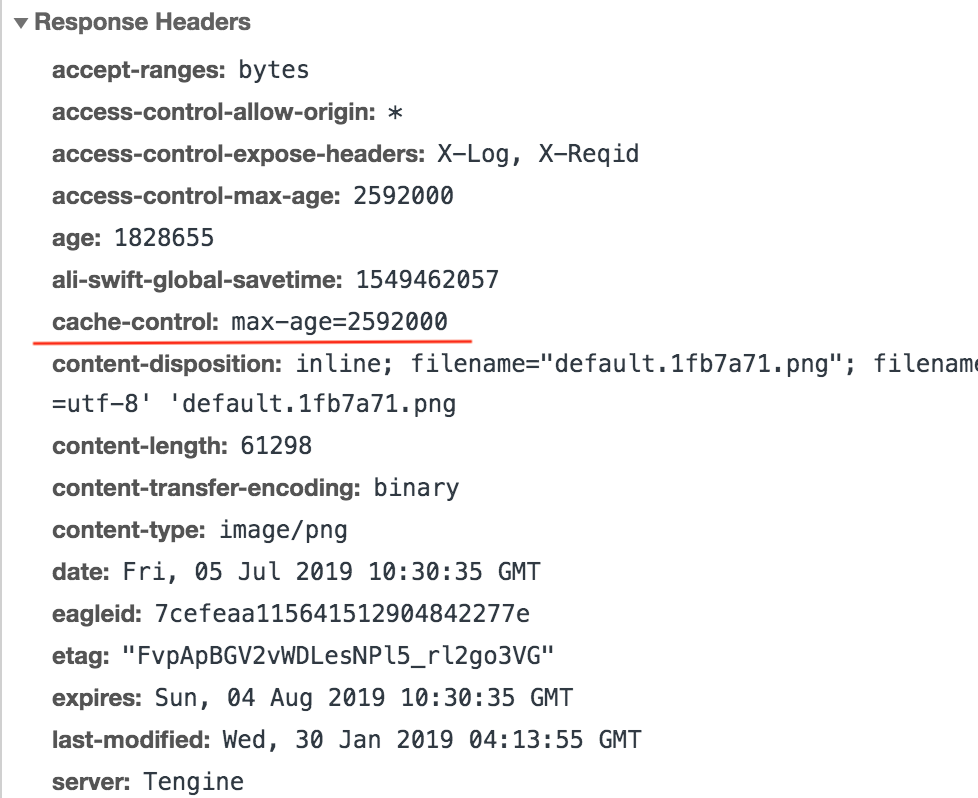 Response Headers
accept-ranges: bytes
access-control-allow-origin: *
access-control-expose-headers: X-Log, X-Reqid
access-control-max-age: 2592000
age: 1828655
ali-swift-global-savetime: 1549462057
cache-control: max-age=2592000
content-disposition: inline; filename="default.1fb7a71.png"; filename
=utf-8' 'default.1fb7a71.png
content-length: 61298
content-transfer-encoding: binary
content-type: image/png
date: Fri, 05 Jul 2019 10:30:35 GMT
eagleid: 7cefeaa115641512904842277e
etag: "FvpApBGV2vWDLesNPl5_rl2go3VG"
expires: Sun, 04 Aug 2019 10:30:35 GMT
last-modified: Wed, 30 Jan 2019 04:13:55 GMT
server: Tengine